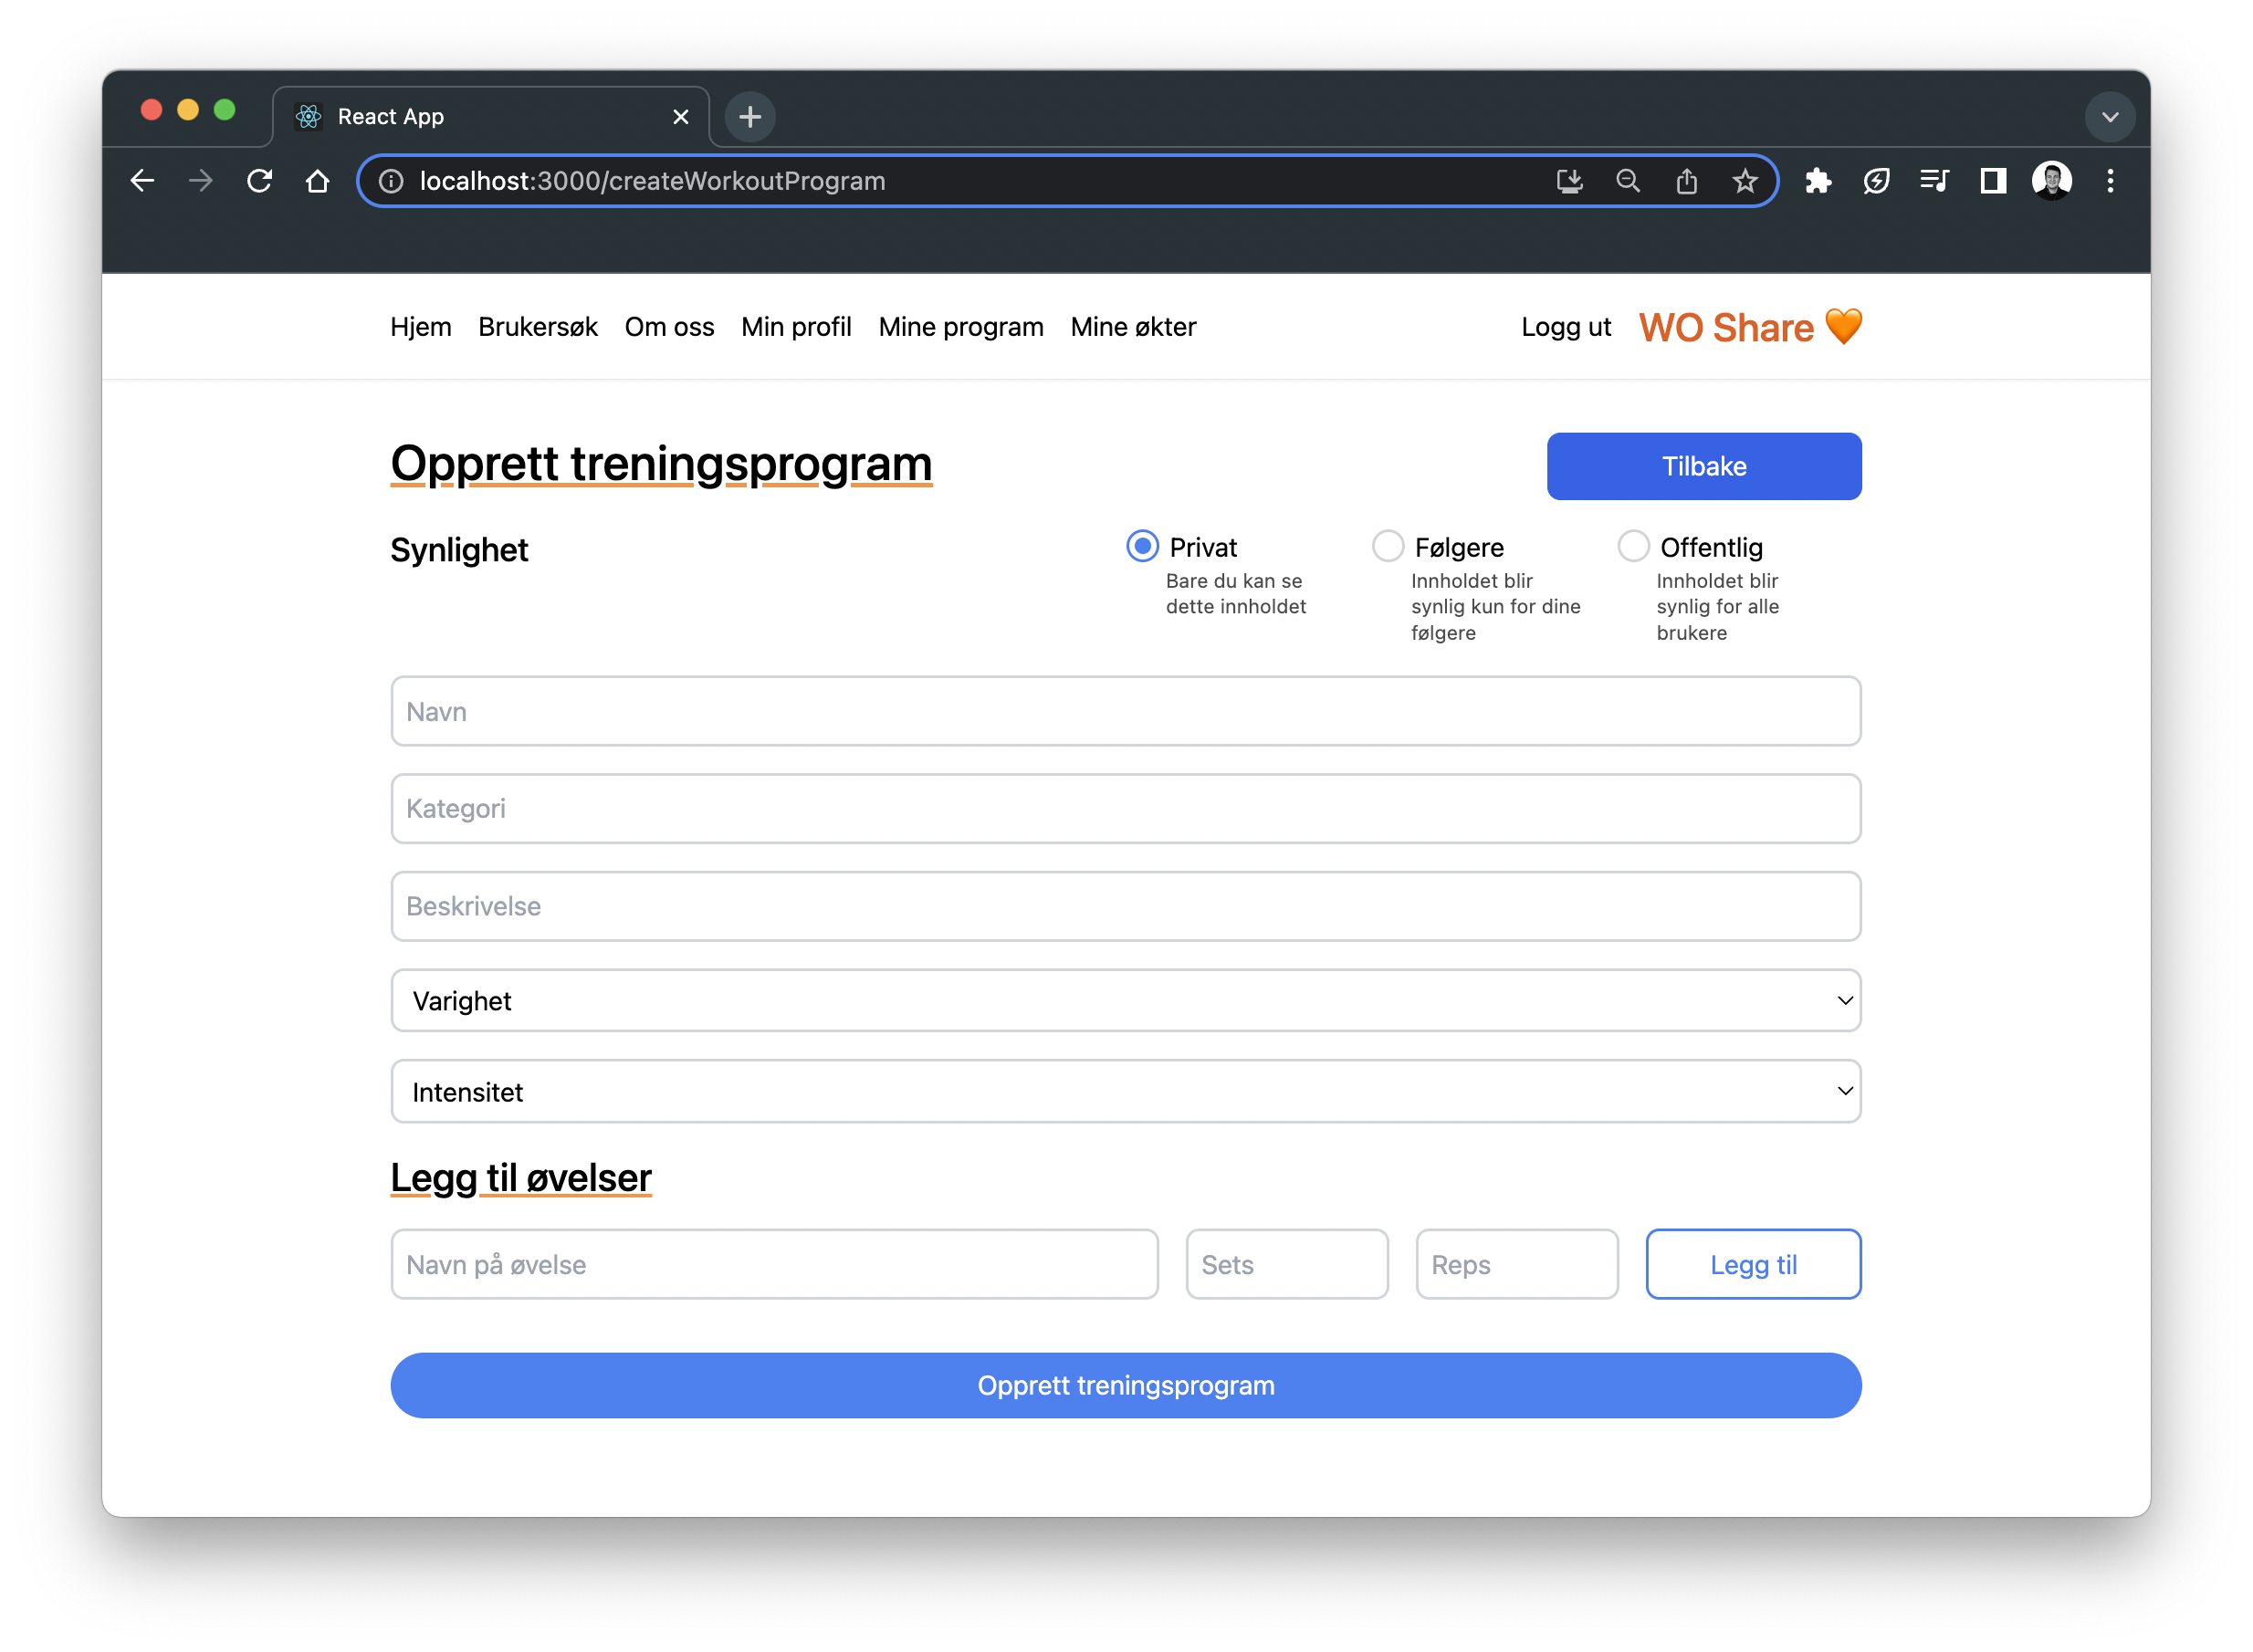 React App
localhost:3000/createWorkoutProgram
Hjem Brukersøk Om oss Min profil Mine program Mine økter Logg ut WO Share 🧡
Opprett treningsprogram
Tilbake
Synlighet
Privat
Bare du kan se
dette innholdet
Følgere
Innholdet blir
synlig kun for dine
følgere
Offentlig
Innholdet blir
synlig for alle
brukere
Navn
Kategori
Beskrivelse
Varighet
Intensitet
Legg til øvelser
Navn på øvelse Sets Reps Legg til
Opprett treningsprogram